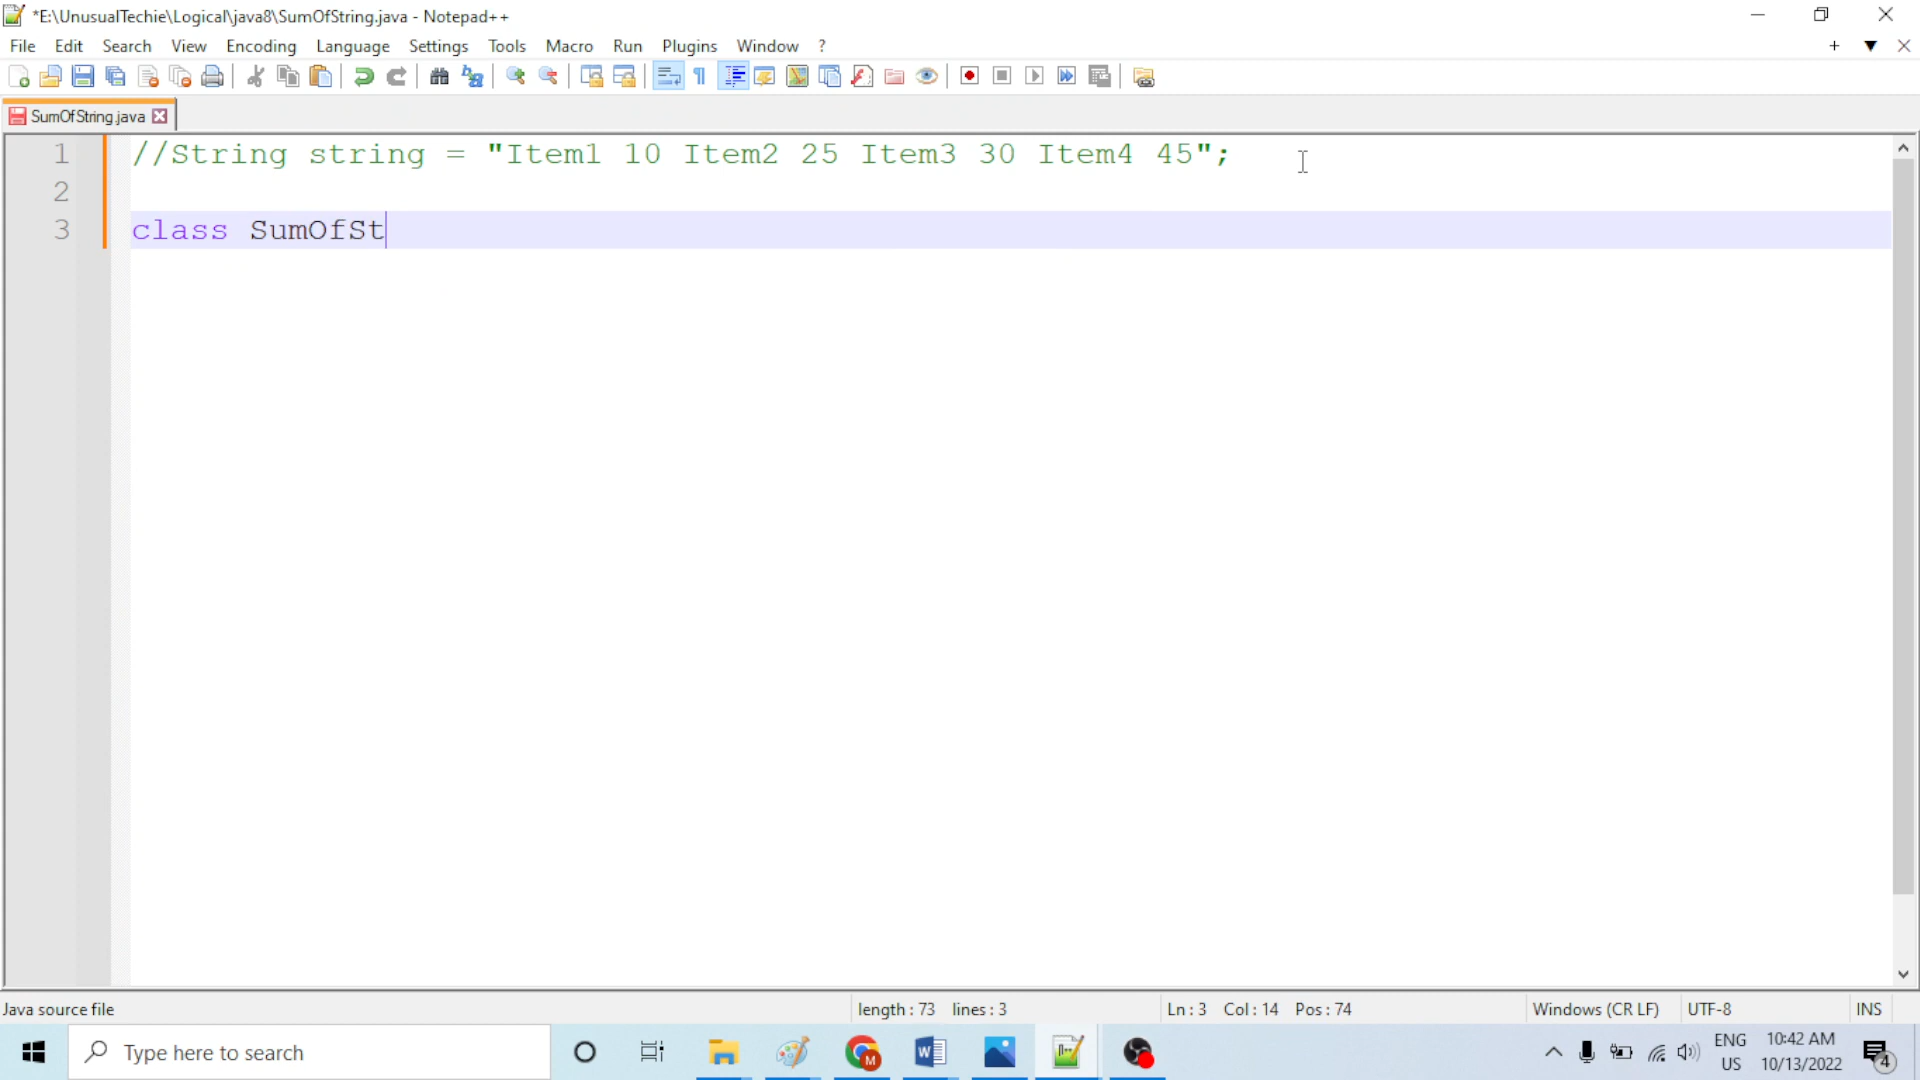 *E:\UnusualTechie\Logical\java8\SumOfString.java - Notepad++
File Edit Search View Encoding Language Settings Tools Macro Run Plugins Window ?
SumOfString.java
1 //String string = "Item1 10 Item2 25 Item3 30 Item4 45";
2
3 class SumOfSt
Java source file length : 73 lines : 3 Ln : 3 Col : 14 Pos : 74 Windows (CR LF) UTF-8 INS
Type here to search
ENG 10:42 AM
US 10/13/2022 4